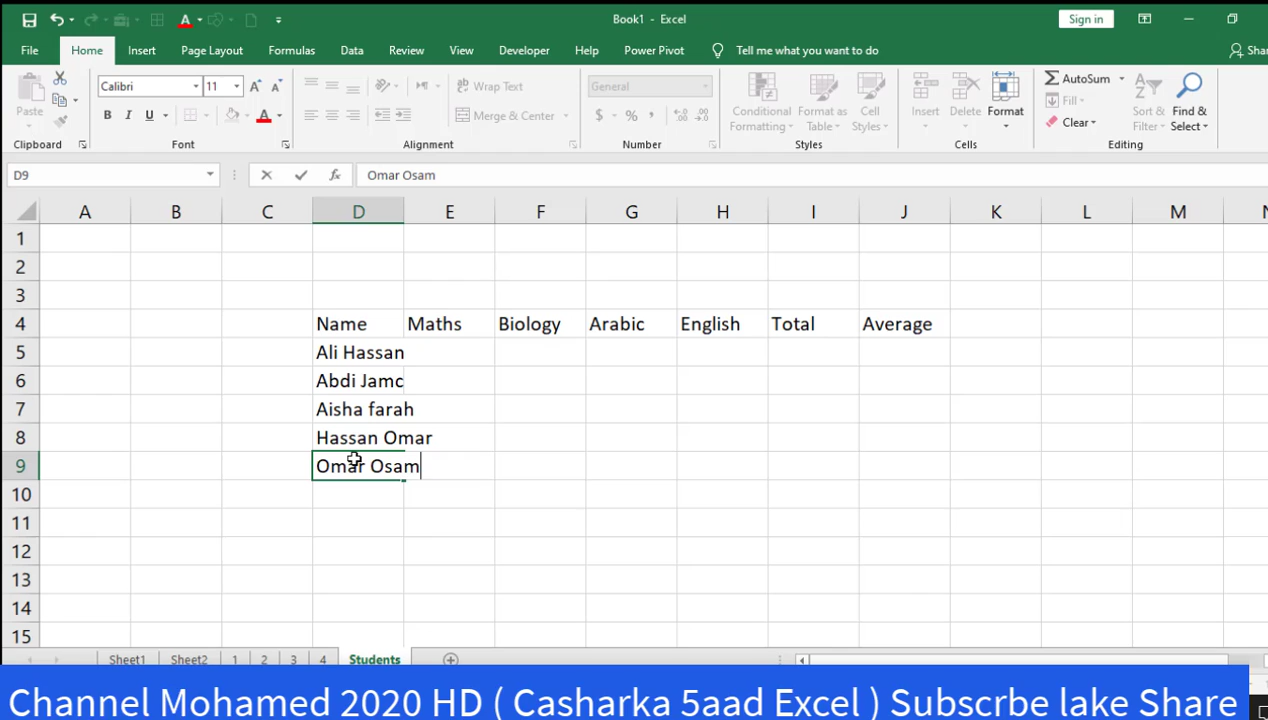 Book1 - Excel
Sign in
File Home Insert Page Layout Formulas Data Review View Developer Help Power Pivot Tell me what you want to do
Paste
Clipboard
Calibri 11
B I U
Font
Wrap Text
Merge & Center
Alignment
General
$ % ,
Number
Conditional Formatting
Format as Table
Cell Styles
Styles
Insert Delete Format
Cells
AutoSum
Fill
Clear
Sort & Filter
Find & Select
Editing
D9 fx Omar Osam
A B C D E F G H I J K L M
1
2
3
4 Name Maths Biology Arabic English Total Average
5 Ali Hassan
6 Abdi Jamc
7 Aisha farah
8 Hassan Omar
9 Omar Osam
10
11
12
13
14
15
Sheet1 Sheet2 1 2 3 4 Students
Channel Mohamed 2020 HD ( Casharka 5aad Excel ) Subscrbe lake Share